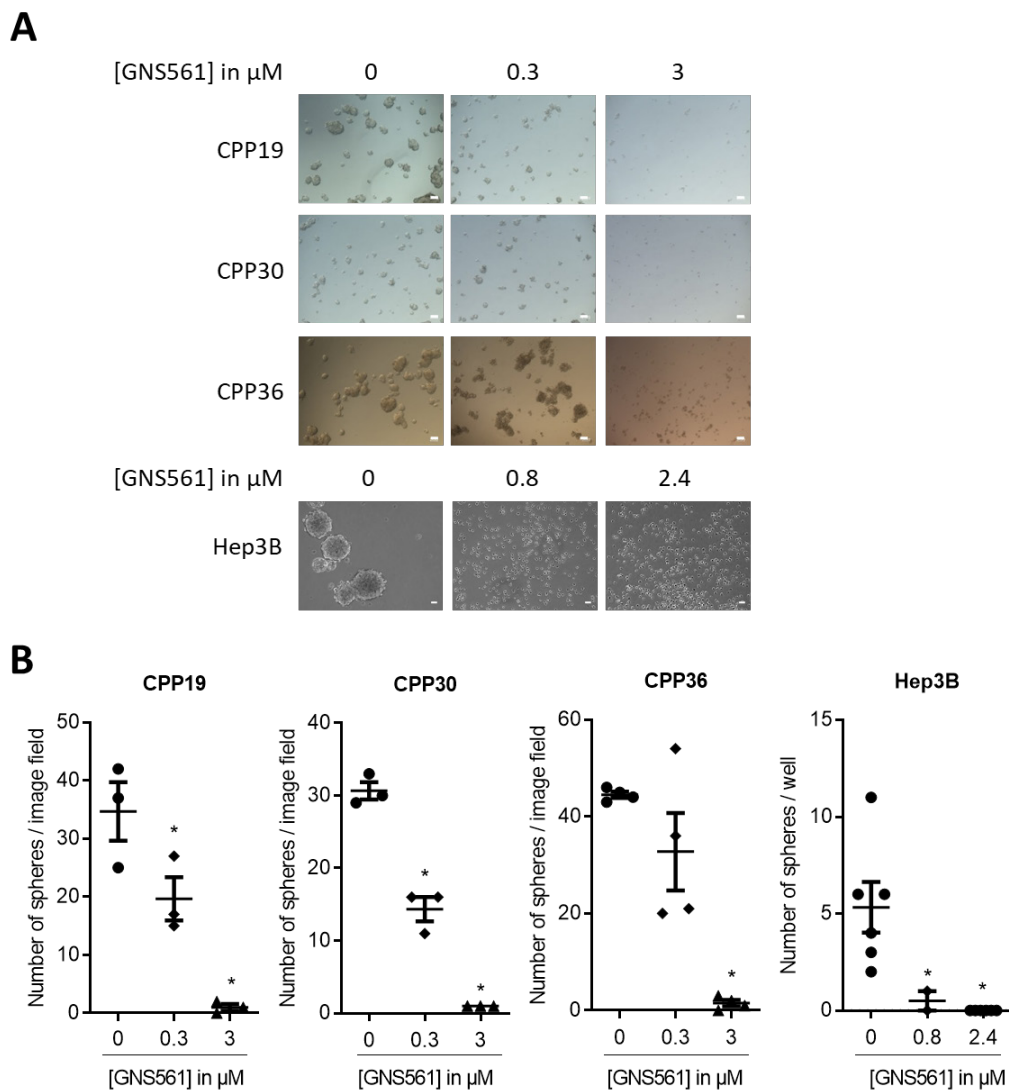 A
[GNS561] in µM 0 0.3 3
CPP19
CPP30
CPP36
[GNS561] in µM 0 0.8 2.4
Hep3B
B
CPP19
Number of spheres / image field
50
40
30
20
10
0
*
*
0 0.3 3
[GNS561] in µM
CPP30
Number of spheres / image field
40
30
20
10
0
*
*
0 0.3 3
[GNS561] in µM
CPP36
Number of spheres / image field
60
40
20
0
*
0 0.3 3
[GNS561] in µM
Hep3B
Number of spheres / well
15
10
5
0
*
*
0 0.8 2.4
[GNS561] in µM